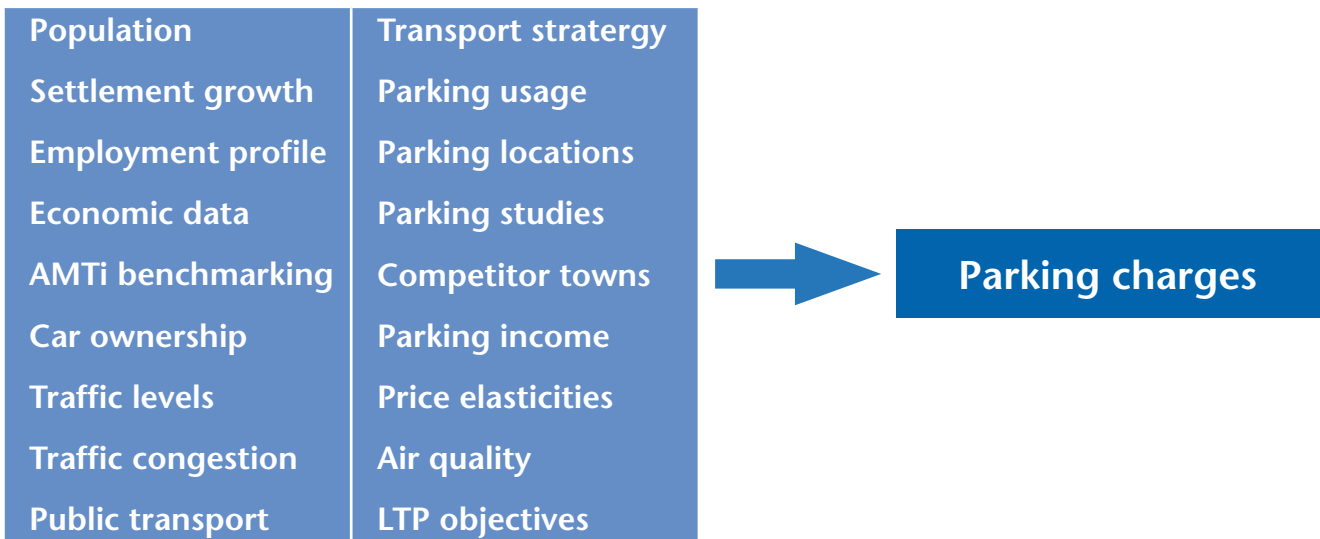 Population
Settlement growth
Employment profile
Economic data
AMTi benchmarking
Car ownership
Traffic levels
Traffic congestion
Public transport
Transport stratergy
Parking usage
Parking locations
Parking studies
Competitor towns
Parking income
Price elasticities
Air quality
LTP objectives
Parking charges